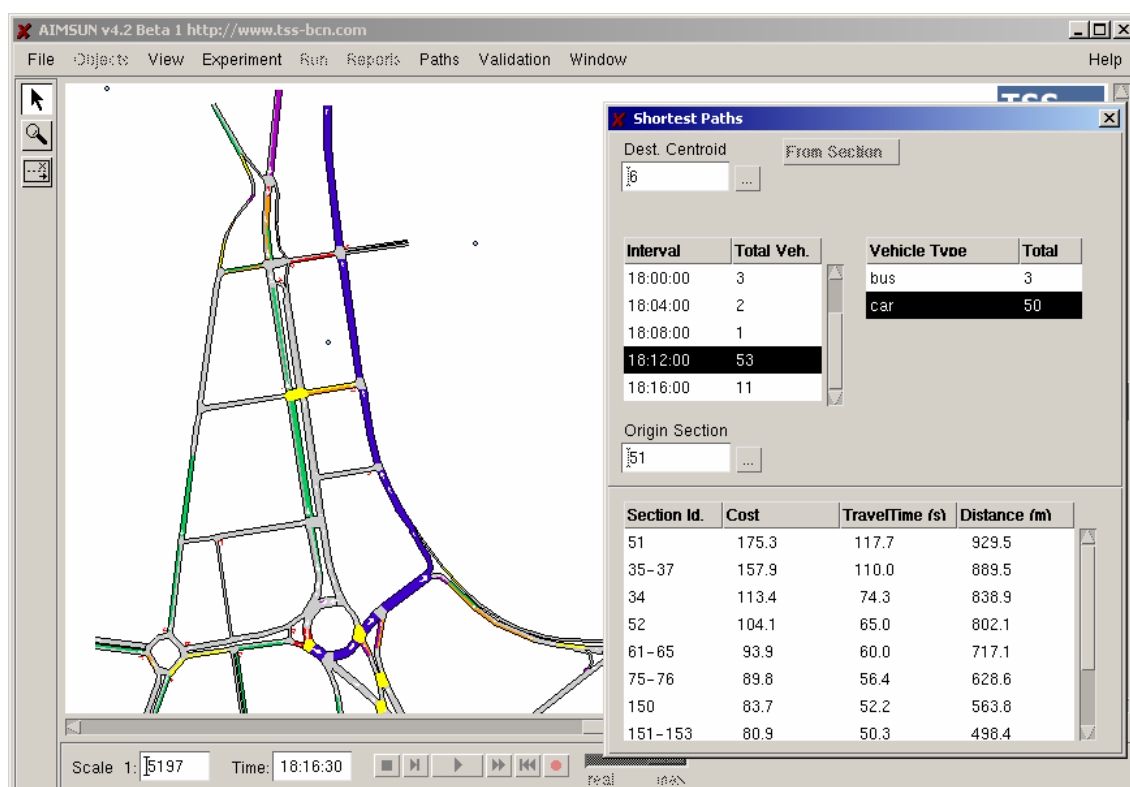 AIMSUN v4.2 Beta 1 http://www.tss-bcn.com
File Objects View Experiment Run Reports Paths Validation Window Help
TSS
Shortest Paths
Dest. Centroid From Section
6 ...
Interval Total Veh. Vehicle Type Total
18:00:00 3 bus 3
18:04:00 2 car 50
18:08:00 1
18:12:00 53
18:16:00 11
Origin Section
51 ...
Section Id. Cost TravelTime (s) Distance (m)
51 175.3 117.7 929.5
35-37 157.9 110.0 889.5
34 113.4 74.3 838.9
52 104.1 65.0 802.1
61-65 93.9 60.0 717.1
75-76 89.8 56.4 628.6
150 83.7 52.2 563.8
151-153 80.9 50.3 498.4
Scale 1: 5197 Time: 18:16:30
real max